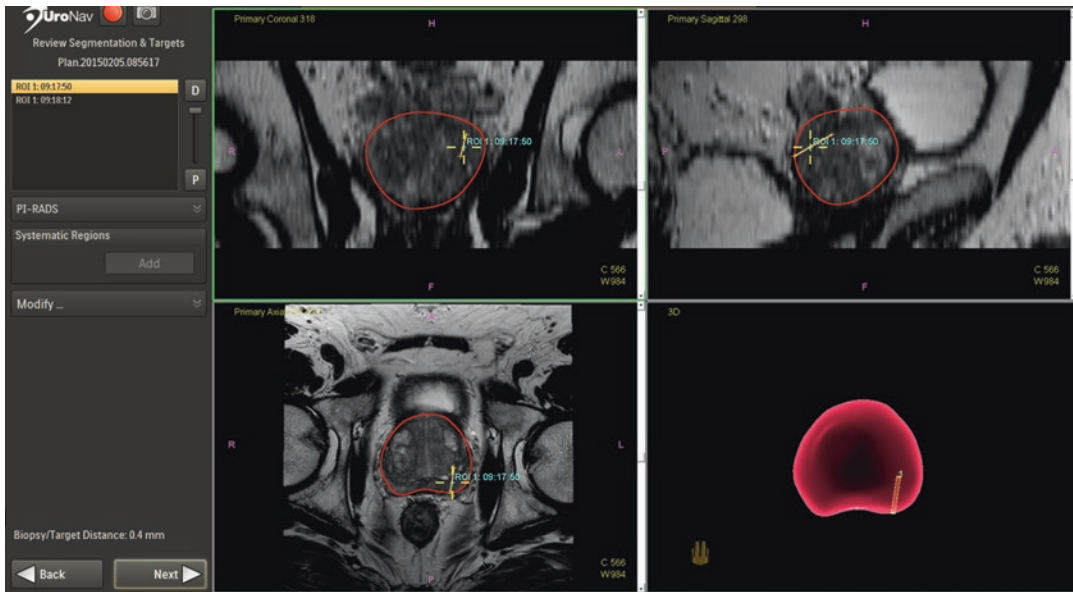 UroNav
Review Segmentation & Targets
Plan.20150205.085617
ROI 1: 09:17:50
ROI 1: 09:18:12
D
P
PI-RADS
Systematic Regions
Add
Modify ...
Biopsy/Target Distance: 0.4 mm
Back
Next
Primary Coronal 318
H
R
L
ROI 1: 09:17:50
C 566
W984
F
Primary Sagittal 298
H
P
A
ROI 1: 09:17:50
C 566
W984
F
Primary Axial
A
R
L
ROI 1: 09:17:50
C 566
W984
P
3D